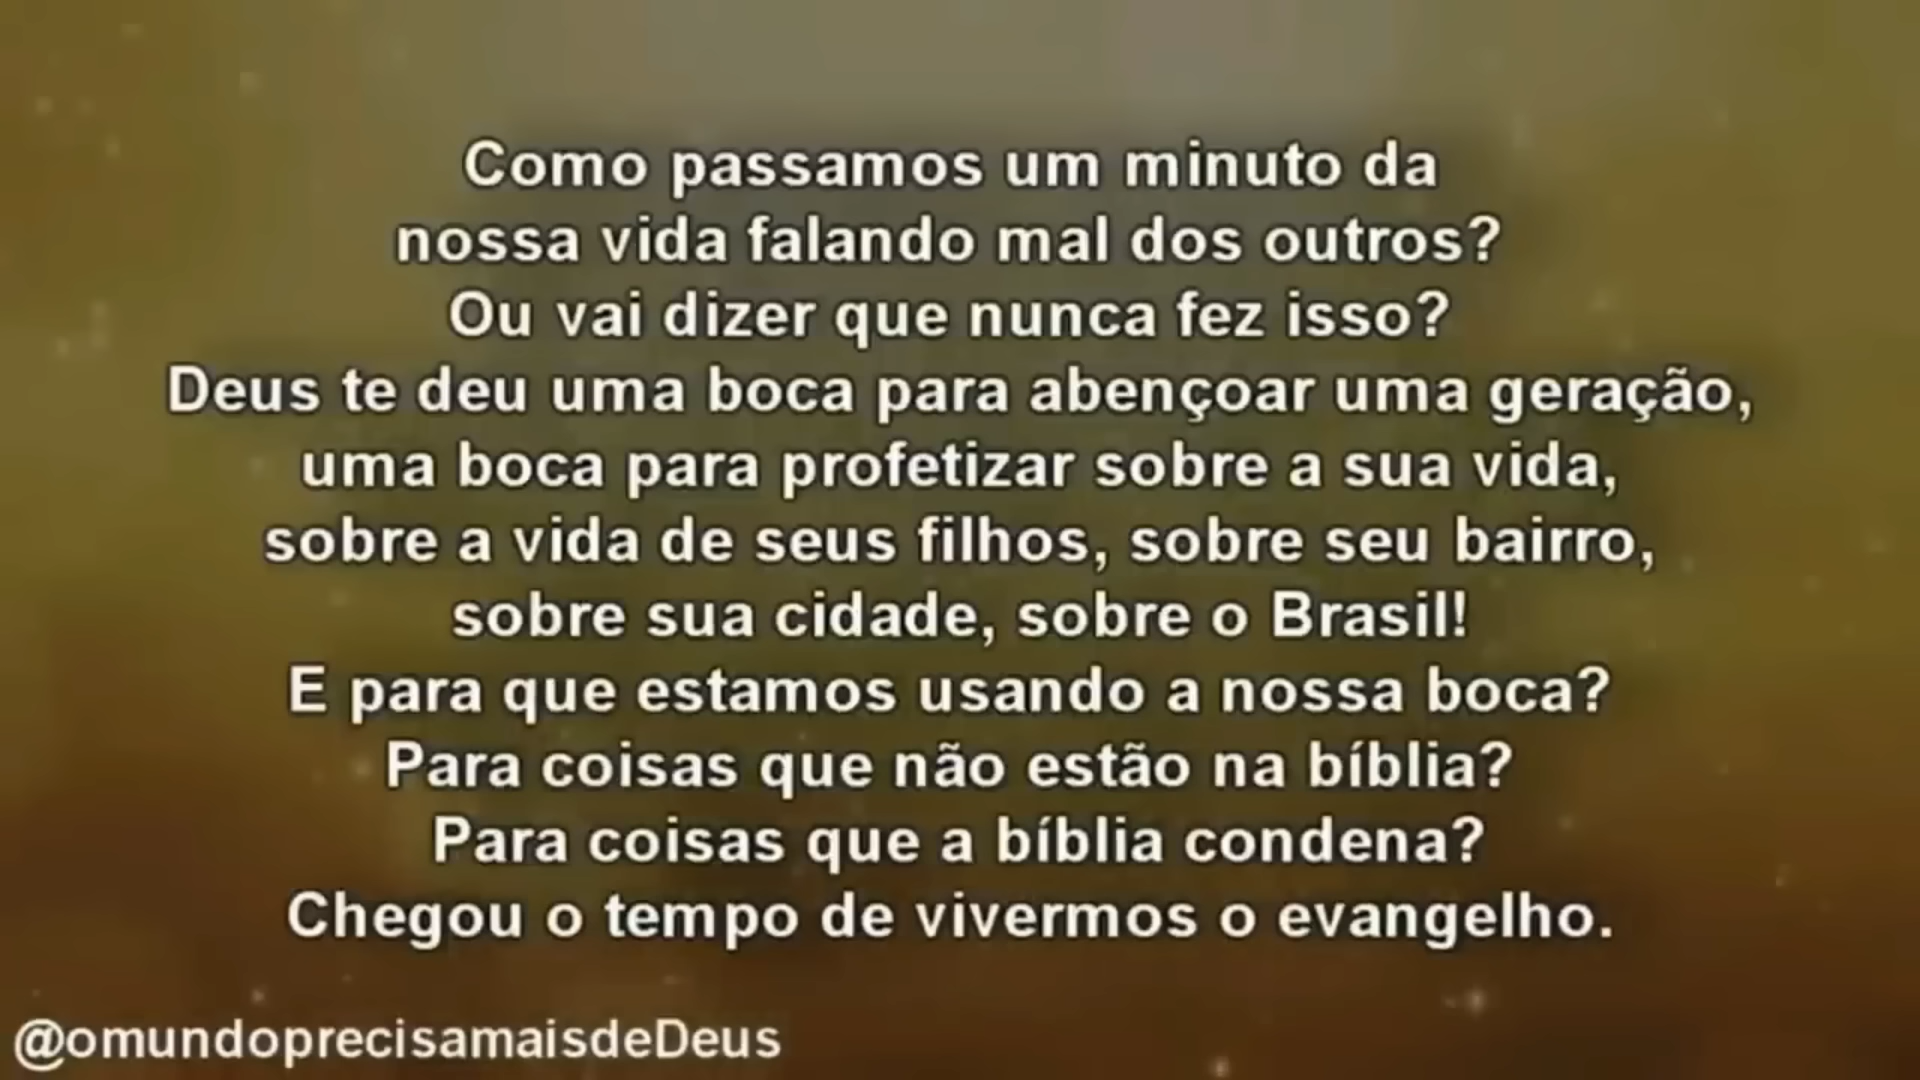 Como passamos um minuto da
nossa vida falando mal dos outros?
Ou vai dizer que nunca fez isso?
Deus te deu uma boca para abençoar uma geração,
uma boca para profetizar sobre a sua vida,
sobre a vida de seus filhos, sobre seu bairro,
sobre sua cidade, sobre o Brasil!
E para que estamos usando a nossa boca?
Para coisas que não estão na bíblia?
Para coisas que a bíblia condena?
Chegou o tempo de vivermos o evangelho.
@omundoprecisamaisdeDeus